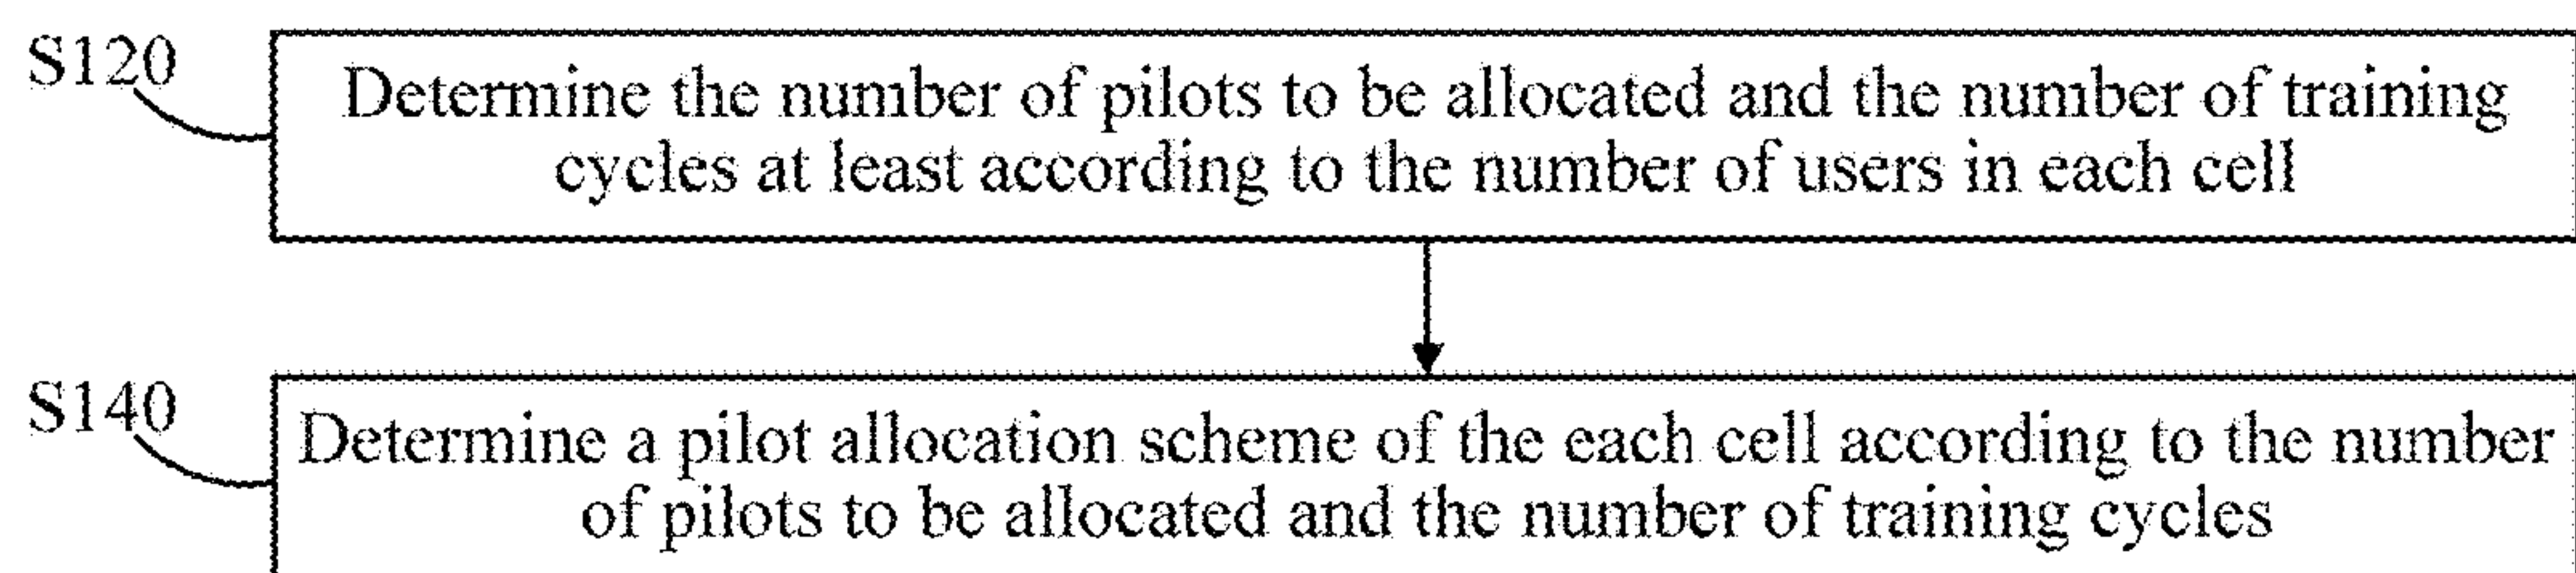 S120
Determine the number of pilots to be allocated and the number of training
cycles at least according to the number of users in each cell
S140
Determine a pilot allocation scheme of the each cell according to the number
of pilots to be allocated and the number of training cycles